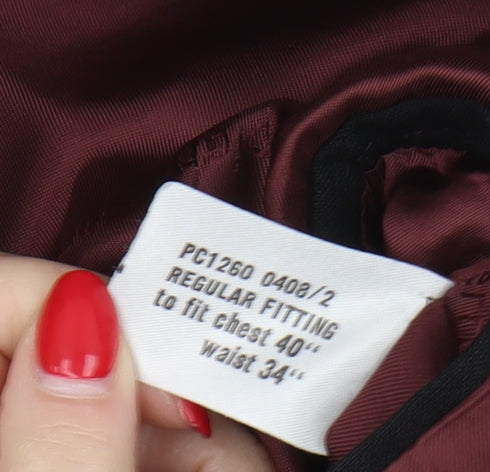 PC1260 0408/2
REGULAR FITTING
to fit chest 40“
waist 34“